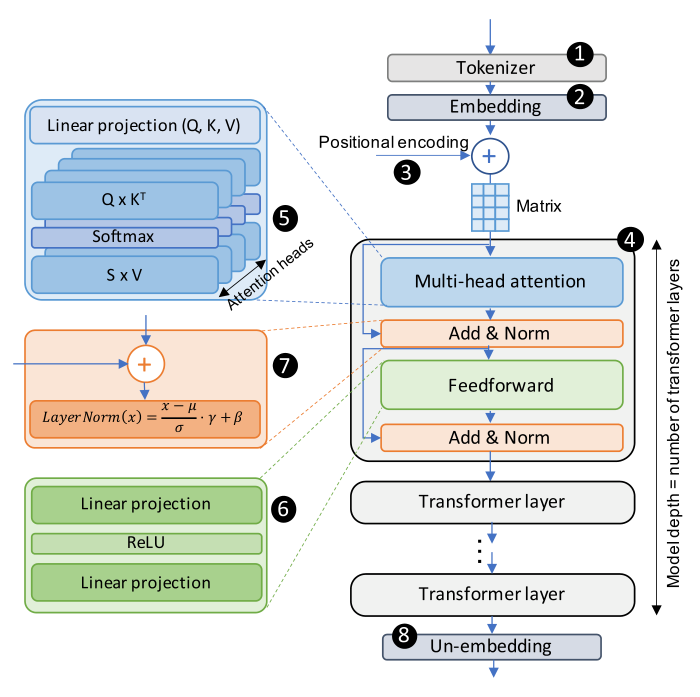 1
Tokenizer
2
Embedding
Positional encoding
3
+
Matrix
4
Multi-head attention
Add & Norm
Feedforward
Add & Norm
Transformer layer
⋮
Transformer layer
8
Un-embedding
Model depth = number of transformer layers
Linear projection (Q, K, V)
Q x Kᵀ
Softmax
S x V
Attention heads
5
+
7
LayerNorm(x) = \frac{x − μ}{σ} · γ + β
Linear projection
6
ReLU
Linear projection